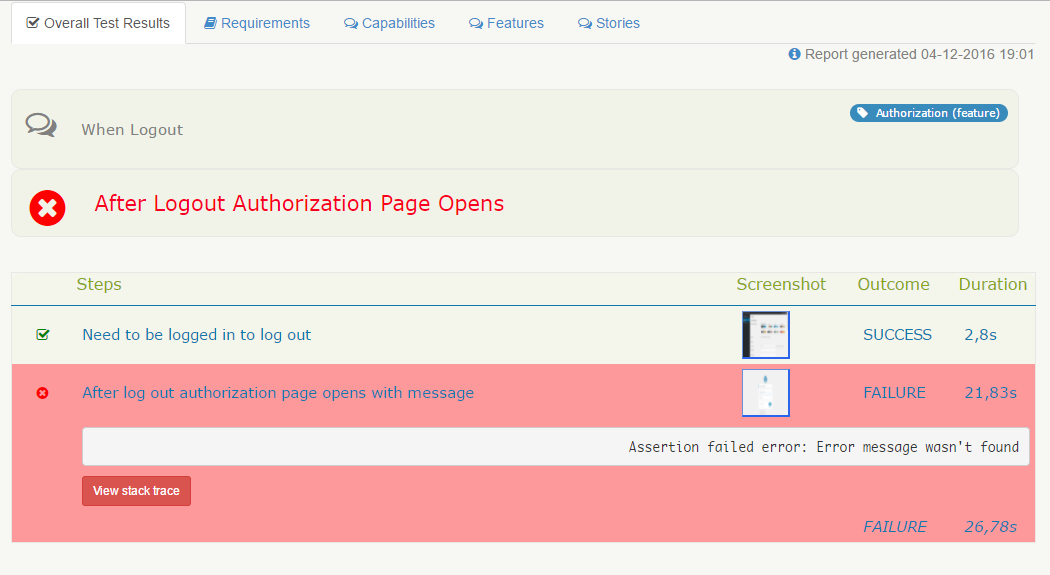 Overall Test Results Requirements Capabilities Features Stories
Report generated 04-12-2016 19:01
Authorization (feature)
When Logout
After Logout Authorization Page Opens
Steps Screenshot Outcome Duration
Need to be logged in to log out SUCCESS 2,8s
After log out authorization page opens with message FAILURE 21,83s
Assertion failed error: Error message wasn't found
View stack trace
FAILURE 26,78s